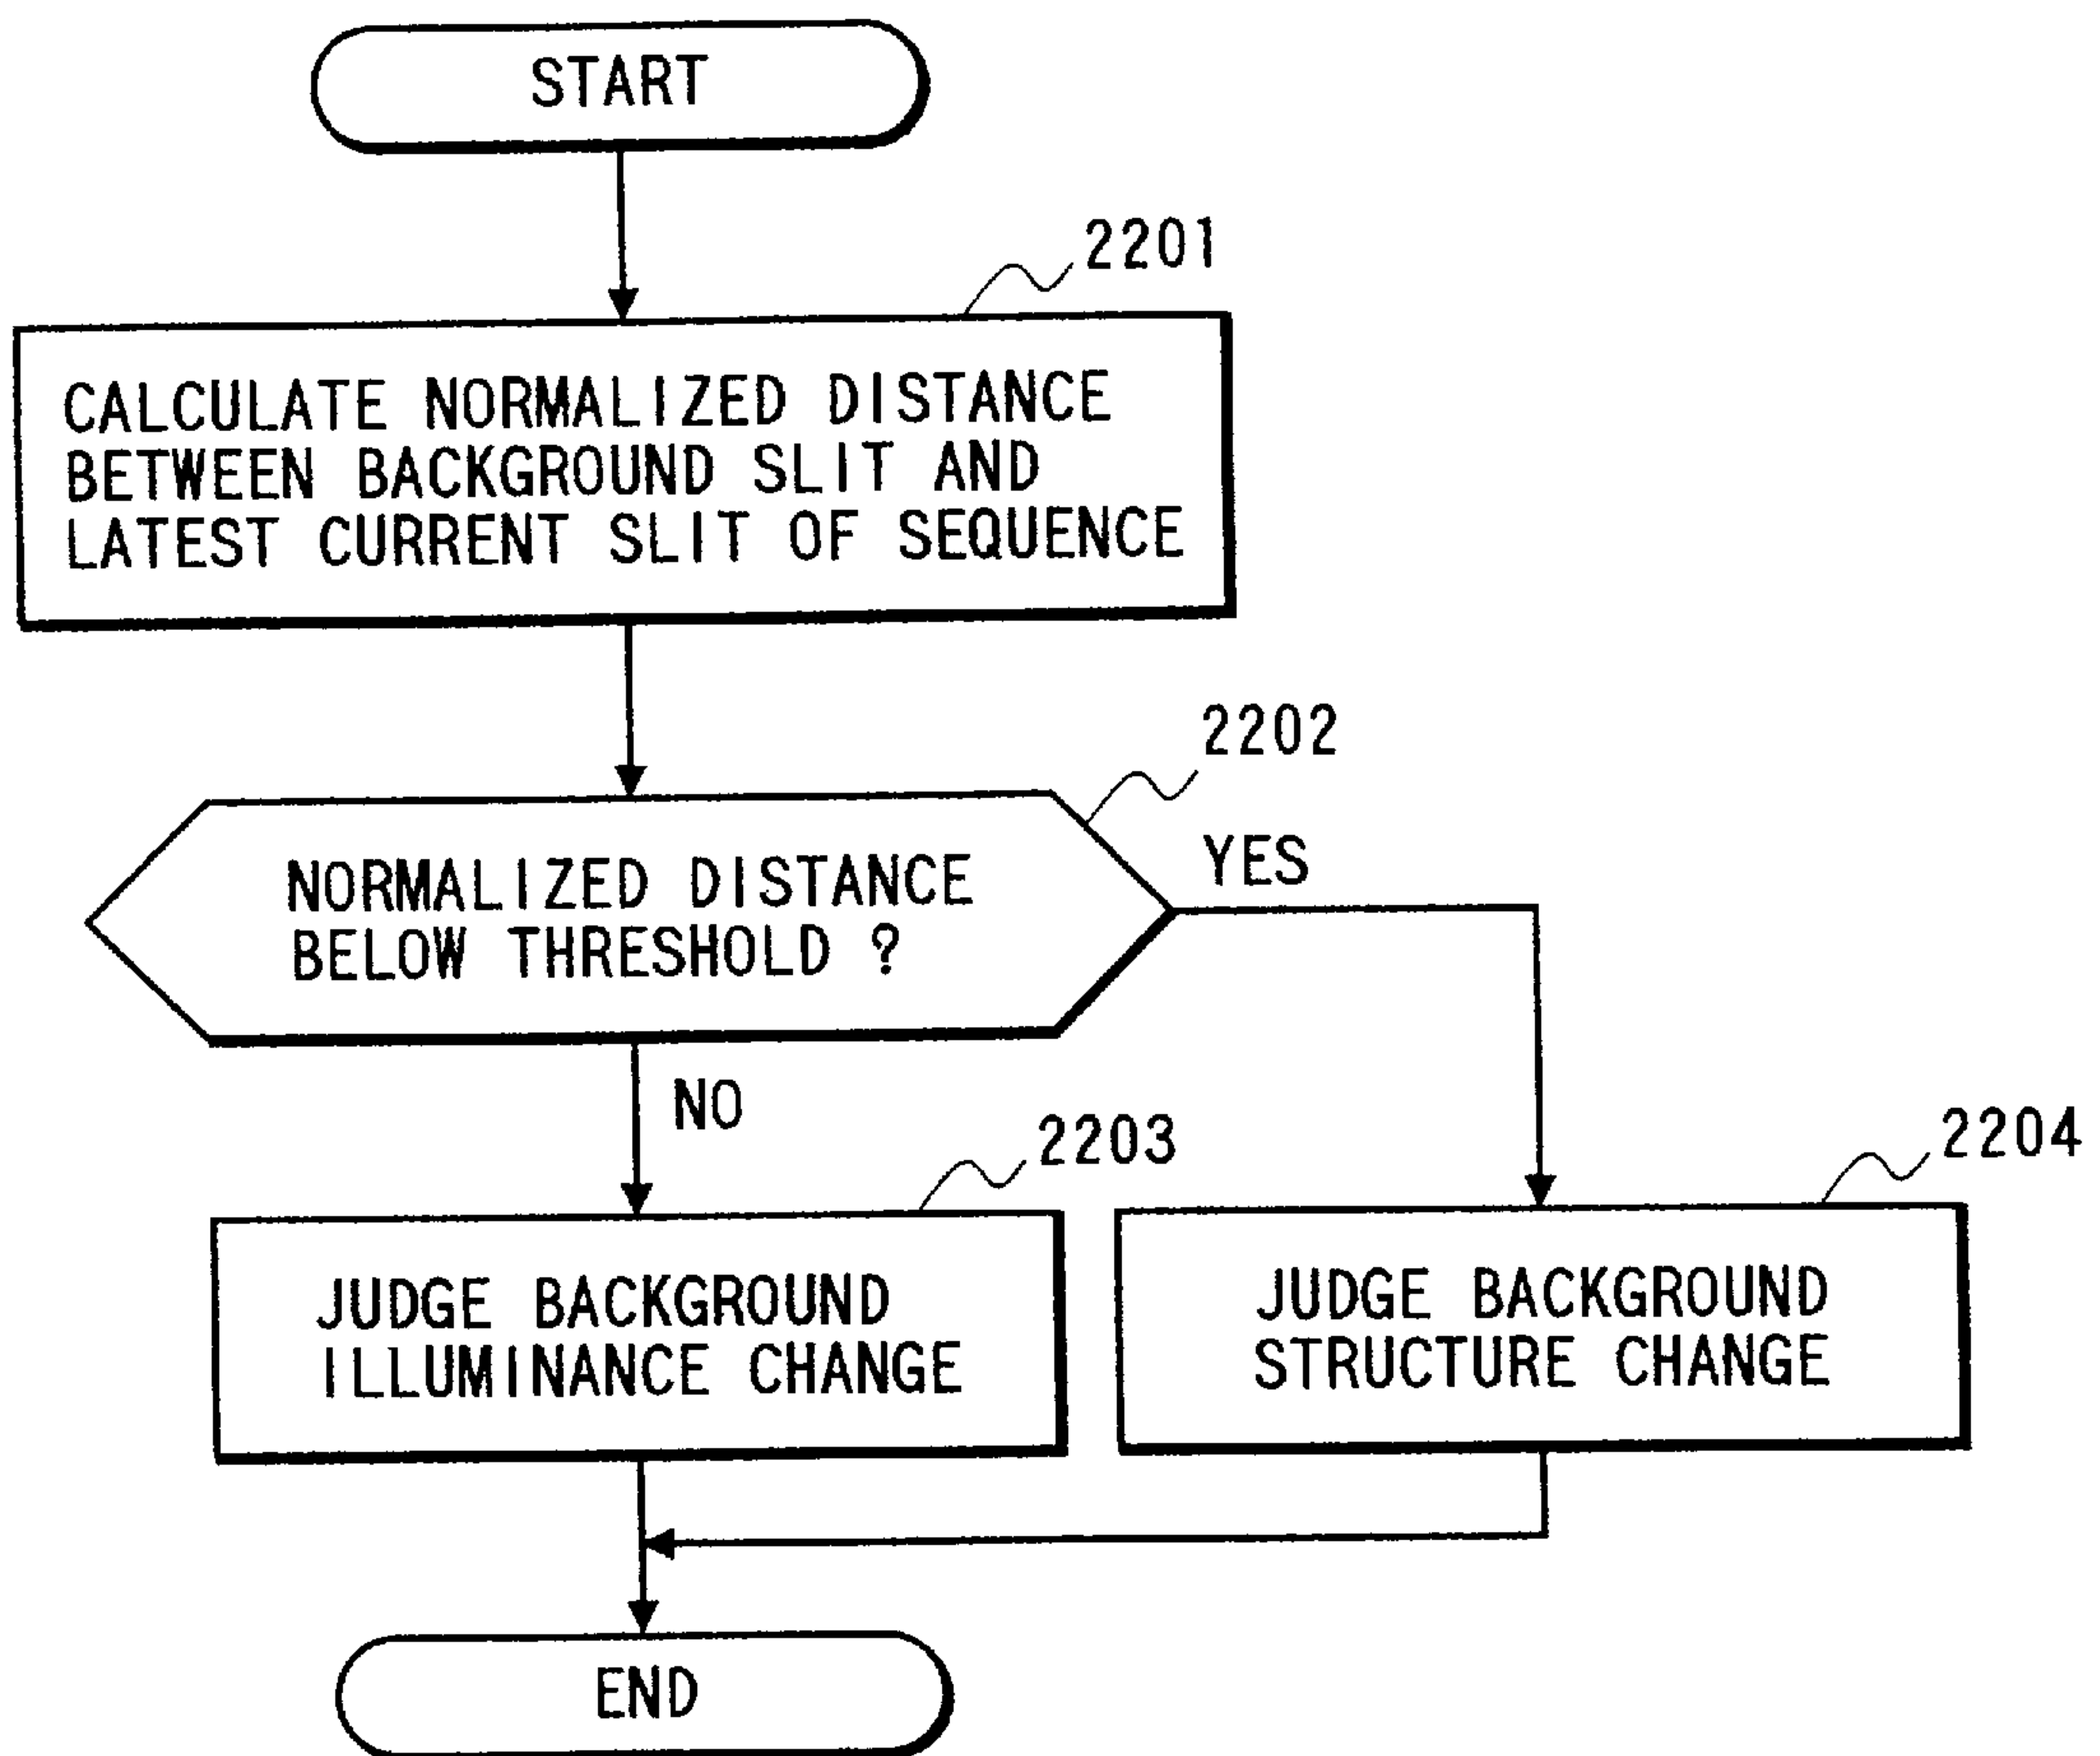 START
2201
CALCULATE NORMALIZED DISTANCE
BETWEEN BACKGROUND SLIT AND
LATEST CURRENT SLIT OF SEQUENCE
2202
NORMALIZED DISTANCE
BELOW THRESHOLD ?
YES
NO
2203
JUDGE BACKGROUND
ILLUMINANCE CHANGE
2204
JUDGE BACKGROUND
STRUCTURE CHANGE
END